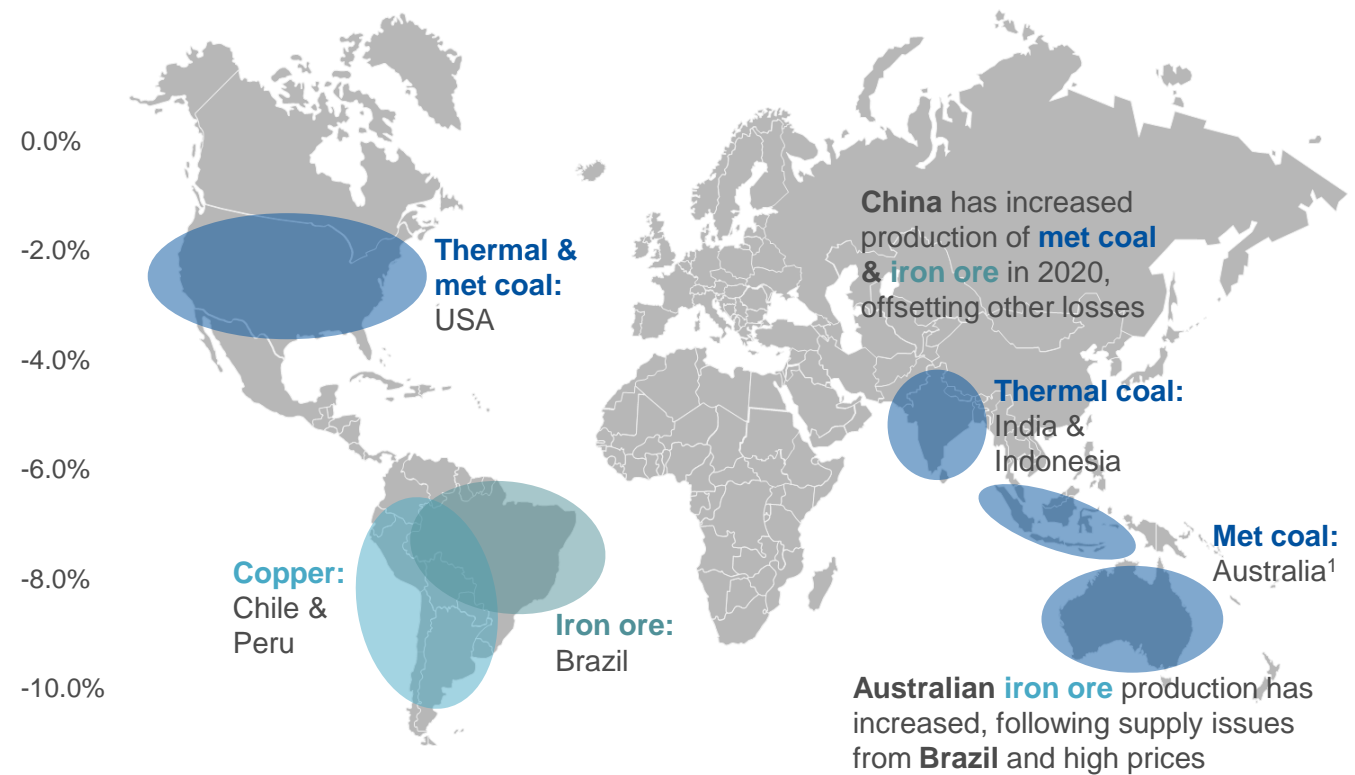 0.0%
-2.0%
-4.0%
-6.0%
-8.0%
-10.0%
Thermal &
met coal:
USA
China has increased
production of met coal
& iron ore in 2020,
offsetting other losses
Thermal coal:
India &
Indonesia
Met coal:
Australia¹
Copper:
Chile &
Peru
Iron ore:
Brazil
Australian iron ore production has
increased, following supply issues
from Brazil and high prices